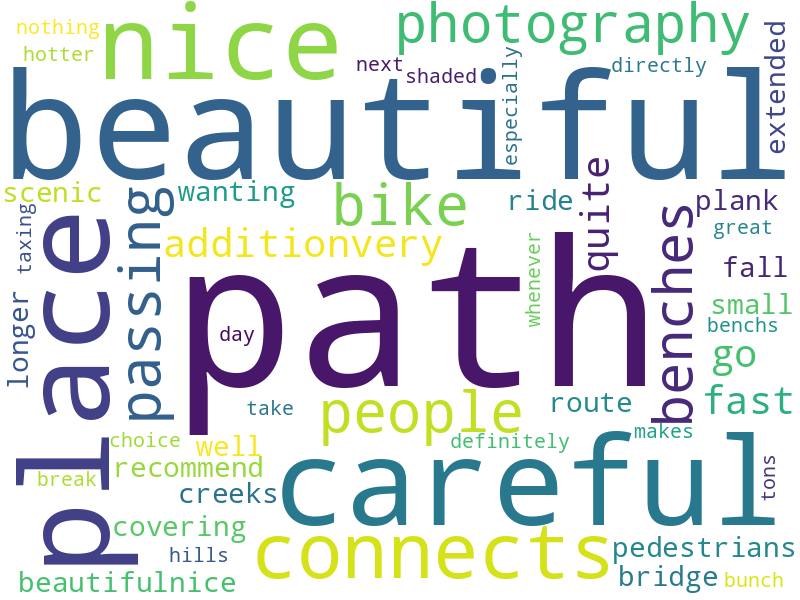 nothing
hotter
nice
photography
next
shaded
especially
directly
extended
beautiful
scenic
wanting
bike
ride
quite
plank
taxing
place
passing
additionvery
benches
great
fall
longer
path
whenever
small
benchs
day
go
take
people
route
fast
choice
well
definitely
makes
break
recommend
creeks
careful
tons
covering
connects
hills
pedestrians
bridge
beautifulnice
bunch